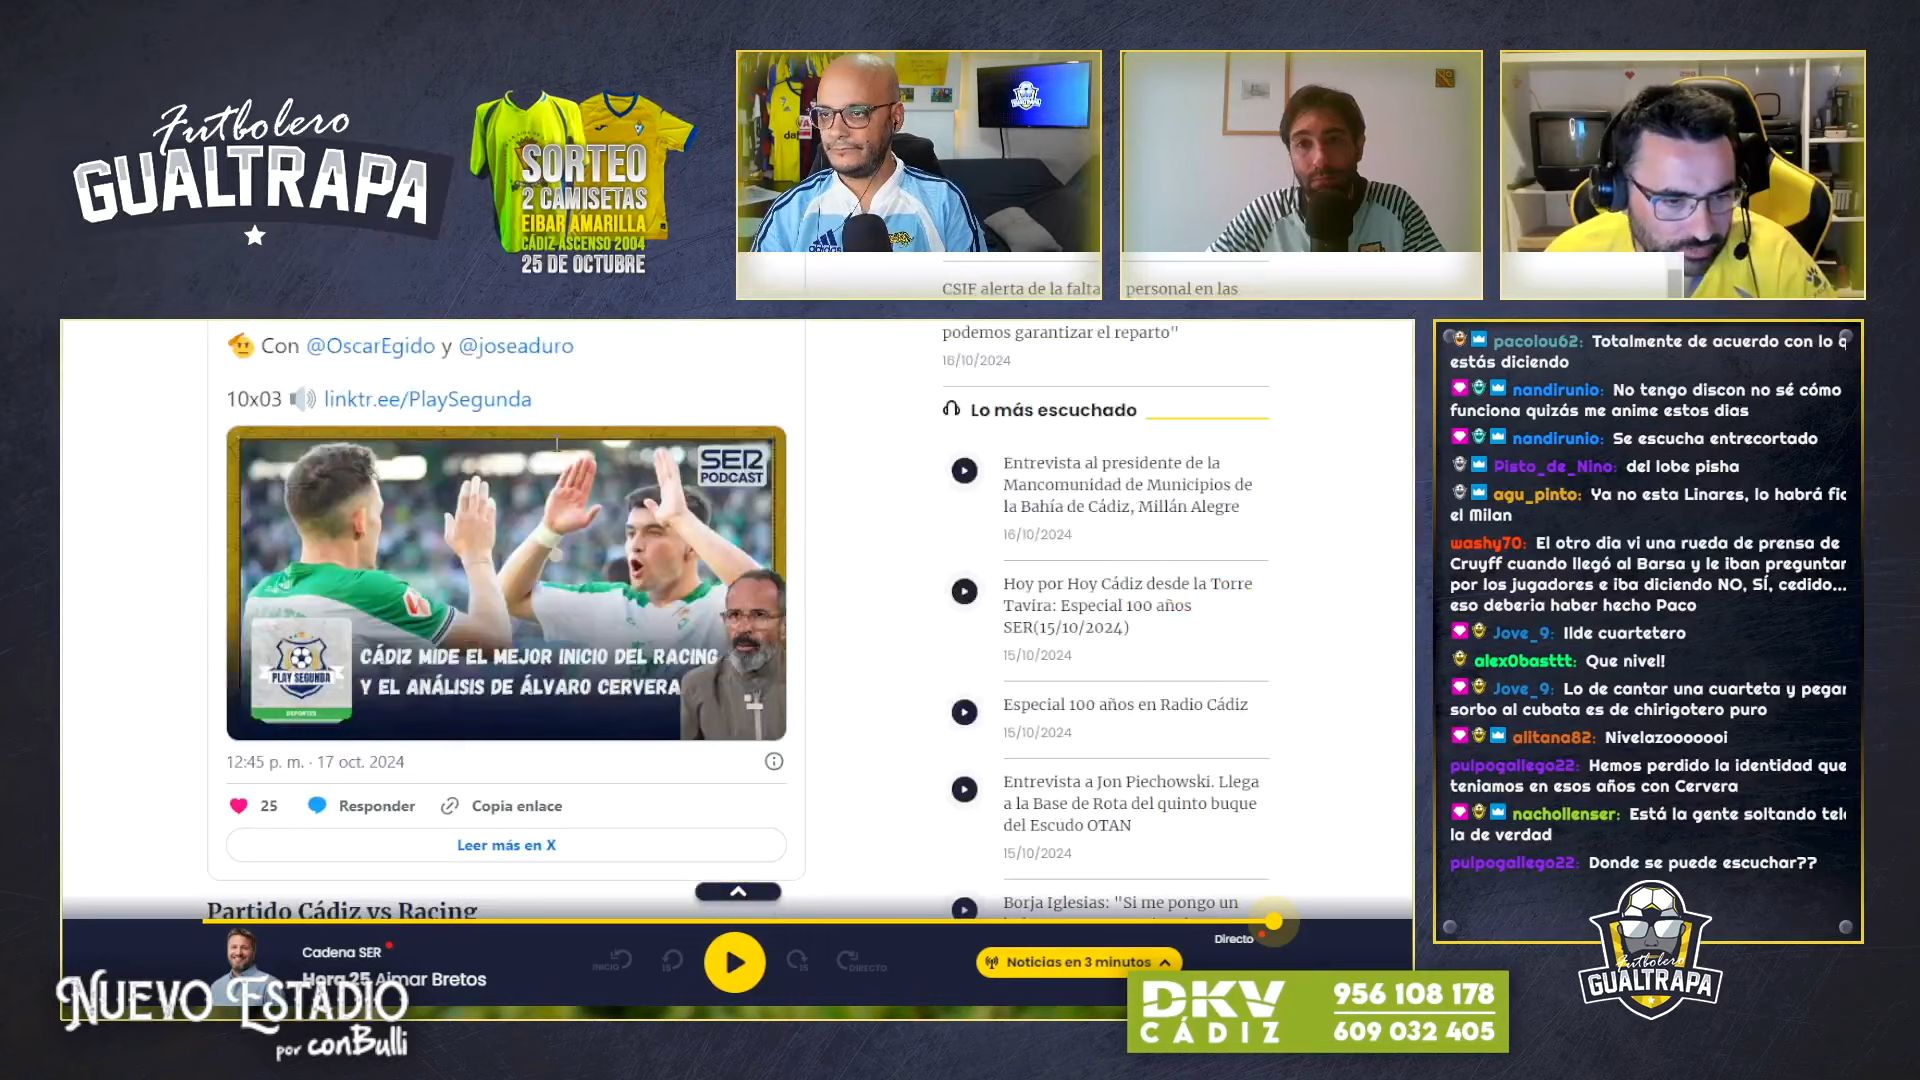 Futbolero
GUALTRAPA
SORTEO
2 CAMISETAS
EIBAR AMARILLA
CÁDIZ ASCENSO 2004
25 DE OCTUBRE
adidas
Con @OscarEgido y @joseaduro
10x03 linktr.ee/PlaySegunda
SER
PODCAST
CÁDIZ MIDE EL MEJOR INICIO DEL RACING
Y EL ANÁLISIS DE ÁLVARO CERVERA
PLAY SEGUNDA
DEPORTES
12:45 p. m. · 17 oct. 2024
25 Responder Copia enlace
Leer más en X
Partido Cádiz vs Racing
CSIF alerta de la falta personal en las
podemos garantizar el reparto"
16/10/2024
Lo más escuchado
Entrevista al presidente de la
Mancomunidad de Municipios de
la Bahía de Cádiz, Millán Alegre
16/10/2024
Hoy por Hoy Cádiz desde la Torre
Tavira: Especial 100 años
SER(15/10/2024)
15/10/2024
Especial 100 años en Radio Cádiz
15/10/2024
Entrevista a Jon Piechowski. Llega
a la Base de Rota del quinto buque
del Escudo OTAN
15/10/2024
Borja Iglesias: "Si me pongo un
Directo
Cadena SER
Hora 25 Aimar Bretos
INICIO
15
15
DIRECTO
Noticias en 3 minutos
pacolou62: Totalmente de acuerdo con lo q
estás diciendo
nandirunio: No tengo discon no sé cómo
funciona quizás me anime estos dias
nandirunio: Se escucha entrecortado
Pisto_de_Nino: del lobe pisha
agu_pinto: Ya no esta Linares, lo habrá fic
el Milan
washy70: El otro dia vi una rueda de prensa de
Cruyff cuando llegó al Barsa y le iban preguntar
por los jugadores e iba diciendo NO, SÍ, cedido...
eso deberia haber hecho Paco
Jove_9: Ilde cuartetero
alex0basttt: Que nivel!
Jove_9: Lo de cantar una cuarteta y pegar
sorbo al cubata es de chirigotero puro
alitana82: Nivelazooooooi
pulpogallego22: Hemos perdido la identidad que
teniamos en esos años con Cervera
nachollenser: Está la gente soltando tel
la de verdad
pulpogallego22: Donde se puede escuchar??
Futbolero
GUALTRAPA
NUEVO ESTADIO
por conBulli
DKV
CÁDIZ
956 108 178
609 032 405